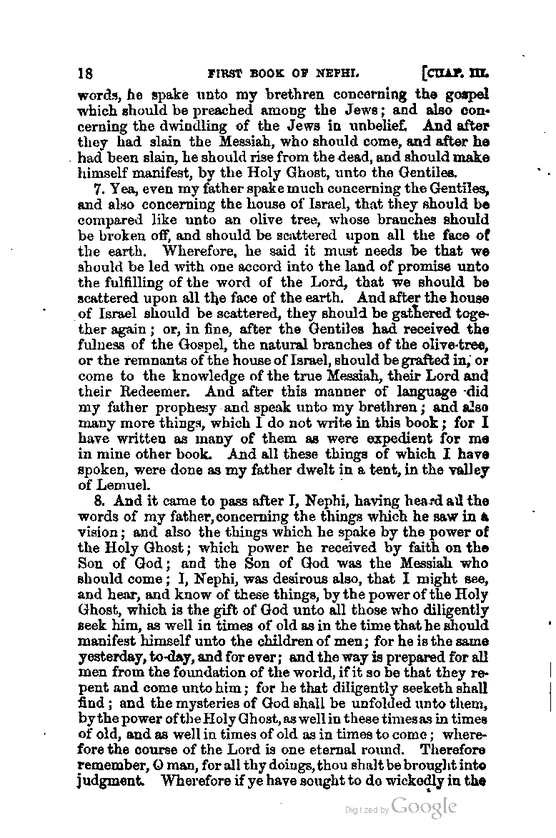 18 FIRST BOOK OF NEPHI. [CHAP. III.
words, he spake unto my brethren concerning the gospel
which should be preached among the Jews; and also con-
cerning the dwindling of the Jews in unbelief. And after
they had slain the Messiah, who should come, and after he
had been slain, he should rise from the dead, and should make
himself manifest, by the Holy Ghost, unto the Gentiles.
7. Yea, even my father spake much concerning the Gentiles,
and also concerning the house of Israel, that they should be
compared like unto an olive tree, whose branches should
be broken off, and should be scattered upon all the face of
the earth. Wherefore, he said it must needs be that we
should be led with one accord into the land of promise unto
the fulfilling of the word of the Lord, that we should be
scattered upon all the face of the earth. And after the house
of Israel should be scattered, they should be gathered toge-
ther again; or, in fine, after the Gentiles had received the
fulness of the Gospel, the natural branches of the olive-tree,
or the remnants of the house of Israel, should be grafted in, or
come to the knowledge of the true Messiah, their Lord and
their Redeemer. And after this manner of language did
my father prophesy and speak unto my brethren; and also
many more things, which I do not write in this book; for I
have written as many of them as were expedient for me
in mine other book. And all these things of which I have
spoken, were done as my father dwelt in a tent, in the valley
of Lemuel.
8. And it came to pass after I, Nephi, having heard all the
words of my father, concerning the things which he saw in a
vision; and also the things which he spake by the power of
the Holy Ghost; which power he received by faith on the
Son of God; and the Son of God was the Messiah who
should come; I, Nephi, was desirous also, that I might see,
and hear, and know of these things, by the power of the Holy
Ghost, which is the gift of God unto all those who diligently
seek him, as well in times of old as in the time that he should
manifest himself unto the children of men; for he is the same
yesterday, to-day, and for ever; and the way is prepared for all
men from the foundation of the world, if it so be that they re-
pent and come unto him; for he that diligently seeketh shall
find; and the mysteries of God shall be unfolded unto them,
by the power of the Holy Ghost, as well in these times as in times
of old, and as well in times of old as in times to come; where-
fore the course of the Lord is one eternal round. Therefore
remember, O man, for all thy doings, thou shalt be brought into
judgment. Wherefore if ye have sought to do wickedly in the
Digitized by Google